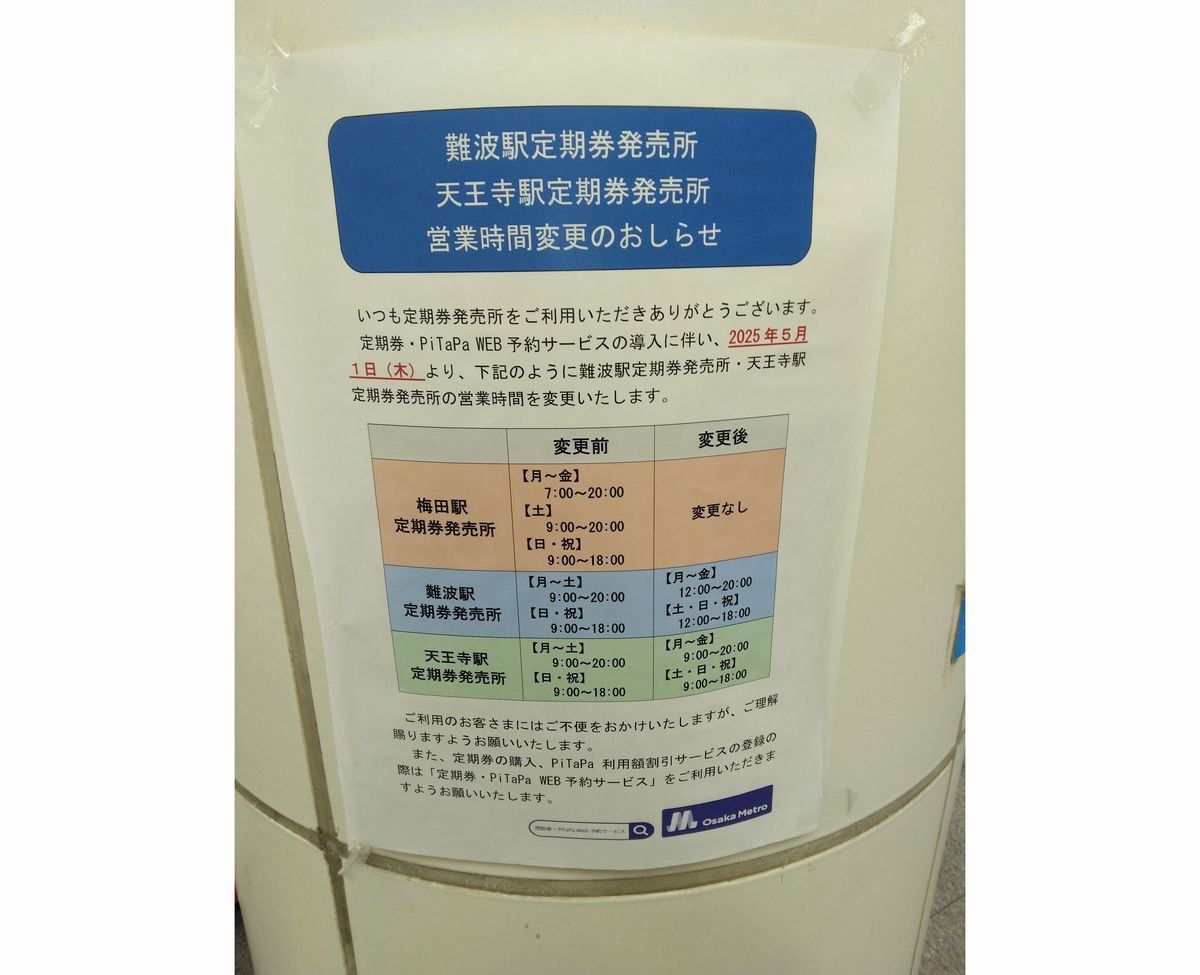 難波駅定期券発売所
天王寺駅定期券発売所
営業時間変更のおしらせ
いつも定期券発売所をご利用いただきありがとうございます。
定期券・PiTaPa WEB予約サービスの導入に伴い、2025年5月
1日（木）より、下記のように難波駅定期券発売所・天王寺駅
定期券発売所の営業時間を変更いたします。
変更前
変更後
梅田駅
定期券発売所
【月～金】
7:00～20:00
【土】
9:00～20:00
【日・祝】
9:00～18:00
変更なし
難波駅
定期券発売所
【月～土】
9:00～20:00
【日・祝】
9:00～18:00
【月～金】
12:00～20:00
【土・日・祝】
12:00～18:00
天王寺駅
定期券発売所
【月～土】
9:00～20:00
【日・祝】
9:00～18:00
【月～金】
9:00～20:00
【土・日・祝】
9:00～18:00
ご利用のお客さまにはご不便をおかけいたしますが、ご理解
賜りますようお願いいたします。
また、定期券の購入、PiTaPa 利用額割引サービスの登録の
際は「定期券・PiTaPa WEB予約サービス」をご利用いただきま
すようお願いいたします。
定期券・PiTaPa Web 予約サービス
Osaka Metro